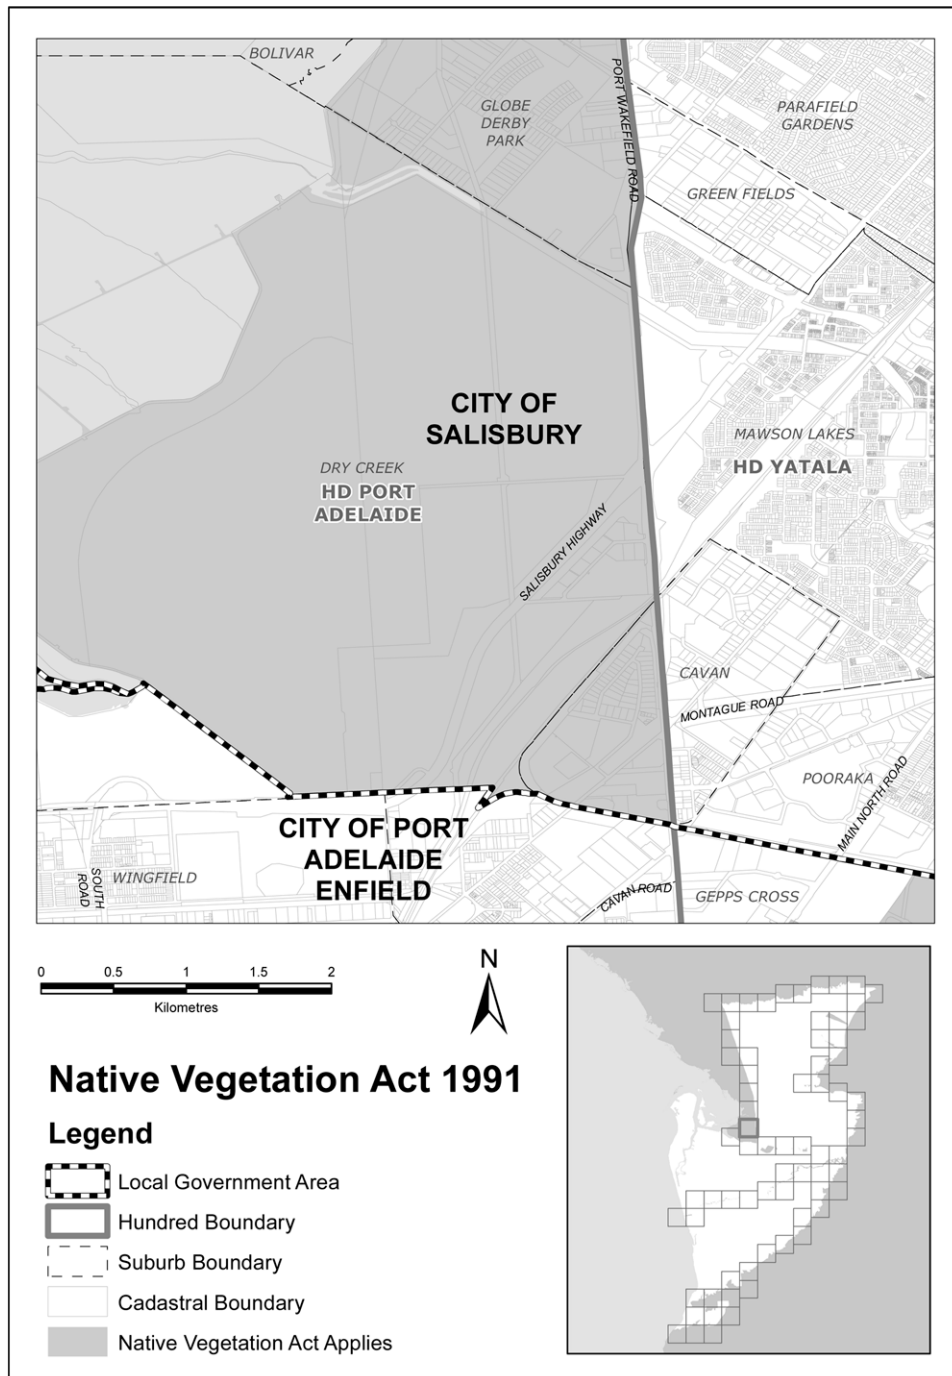 BOLIVAR
GLOBE
DERBY
PARK
PORT WAKEFIELD ROAD
PARAFIELD
GARDENS
GREEN FIELDS
CITY OF
SALISBURY
MAWSON LAKES
HD YATALA
DRY CREEK
HD PORT
ADELAIDE
SALISBURY HIGHWAY
CAVAN
MONTAGUE ROAD
POORAKA
MAIN NORTH ROAD
CITY OF PORT
ADELAIDE
ENFIELD
WINGFIELD
SOUTH
ROAD
CAVAN ROAD
GEPPS CROSS
0 0.5 1 1.5 2
Kilometres
N
Native Vegetation Act 1991
Legend
Local Government Area
Hundred Boundary
Suburb Boundary
Cadastral Boundary
Native Vegetation Act Applies